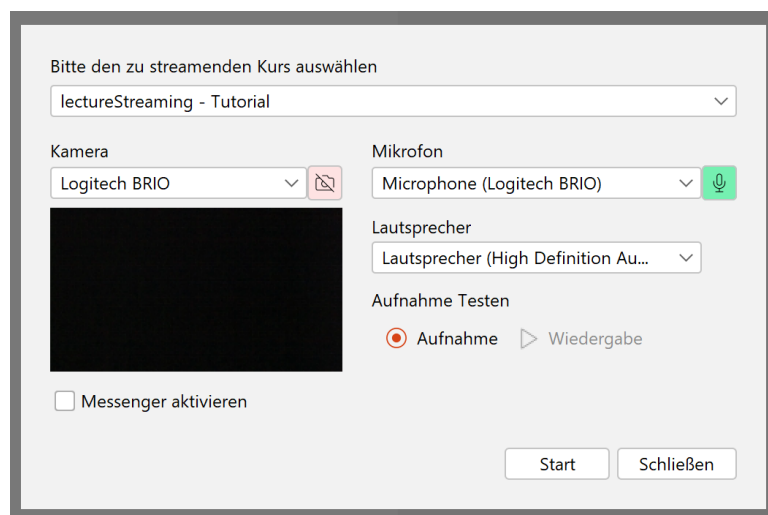 Bitte den zu streamenden Kurs auswählen
lectureStreaming - Tutorial
Kamera
Logitech BRIO
Mikrofon
Microphone (Logitech BRIO)
Lautsprecher
Lautsprecher (High Definition Au...
Aufnahme Testen
Aufnahme Wiedergabe
Messenger aktivieren
Start Schließen